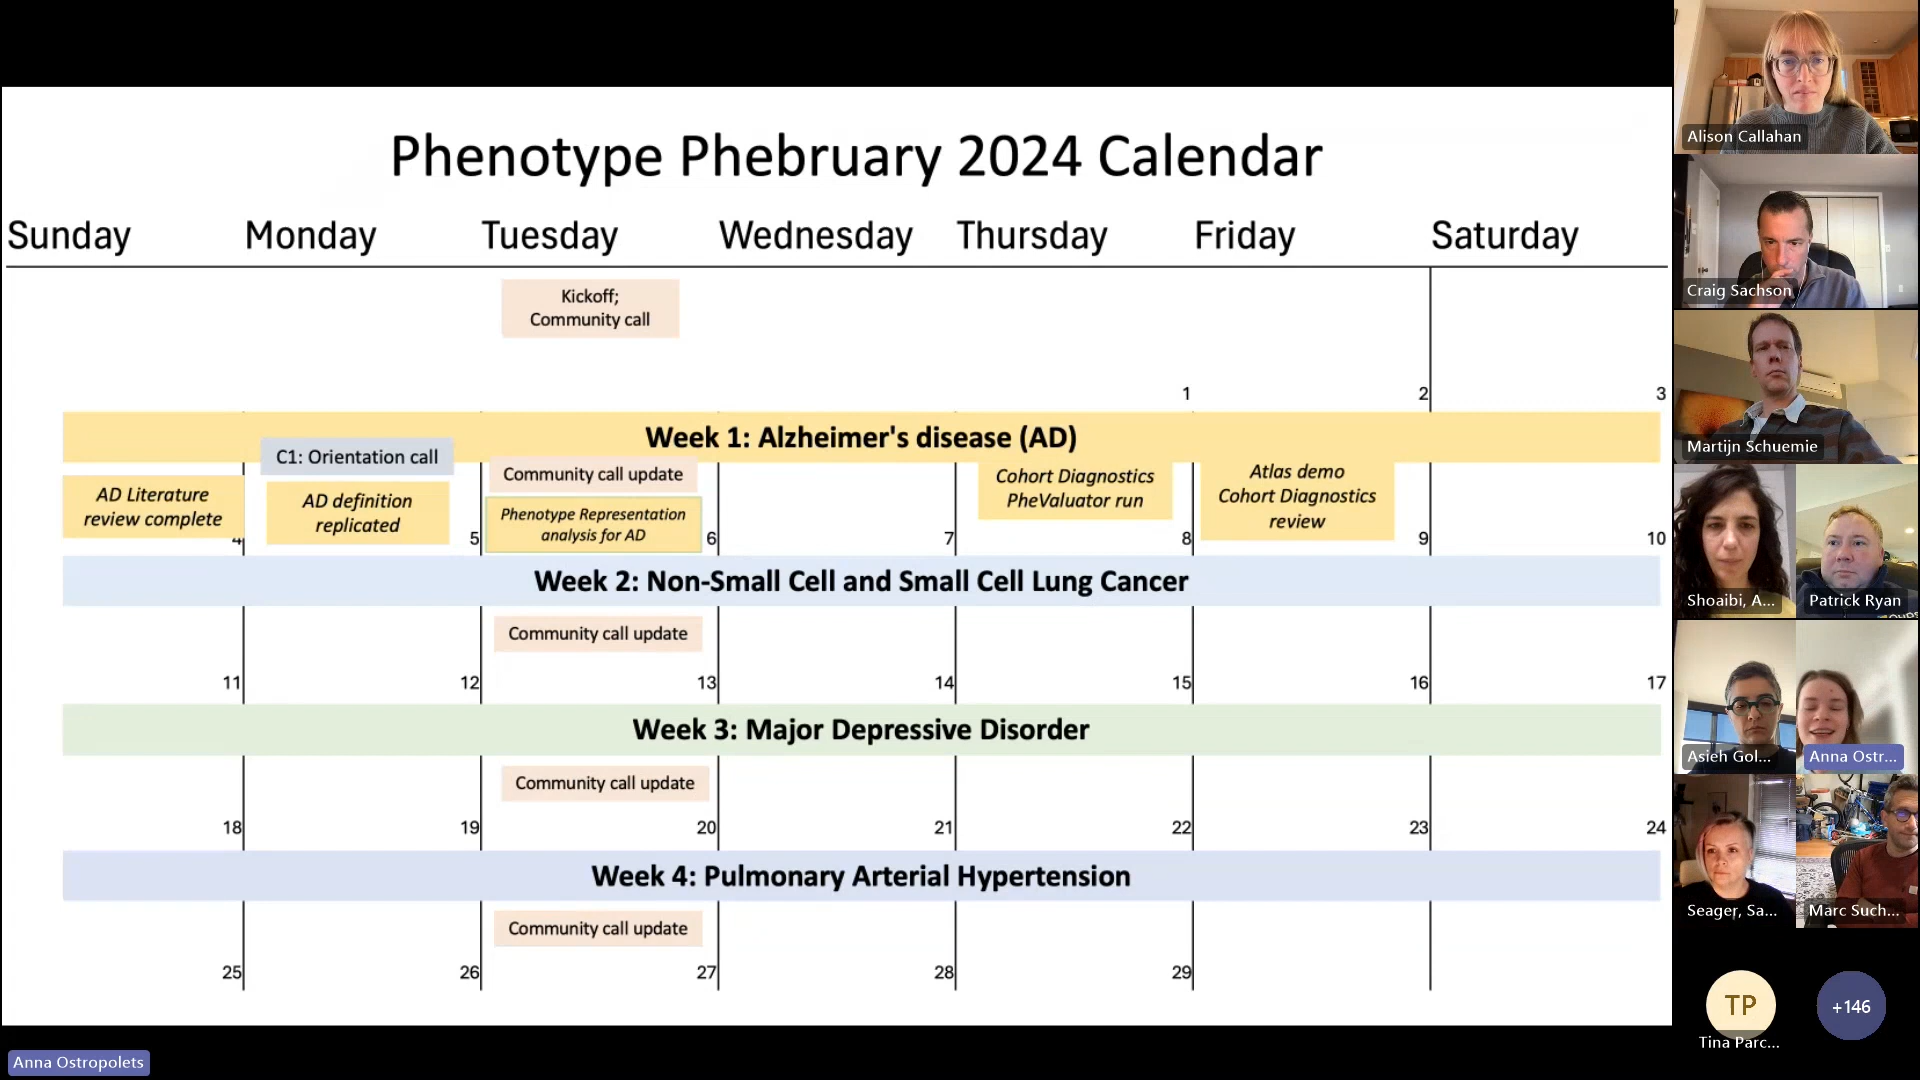 Phenotype Phebruary 2024 Calendar
Sunday Monday Tuesday Wednesday Thursday Friday Saturday
Kickoff;
Community call
1 2 3
Week 1: Alzheimer's disease (AD)
AD Literature
review complete
4
C1: Orientation call
AD definition
replicated
5
Community call update
Phenotype Representation
analysis for AD
6
7
Cohort Diagnostics
PheValuator run
8
Atlas demo
Cohort Diagnostics
review
9
10
Week 2: Non-Small Cell and Small Cell Lung Cancer
Community call update
11 12 13 14 15 16 17
Week 3: Major Depressive Disorder
Community call update
18 19 20 21 22 23 24
Week 4: Pulmonary Arterial Hypertension
Community call update
25 26 27 28 29
Anna Ostropolets
Alison Callahan
Craig Sachson
Martijn Schuemie
Shoaibi, A...
Patrick Ryan
Asieh Gol...
Anna Ostr...
Seager, Sa...
Marc Such...
TP
Tina Parc...
+146